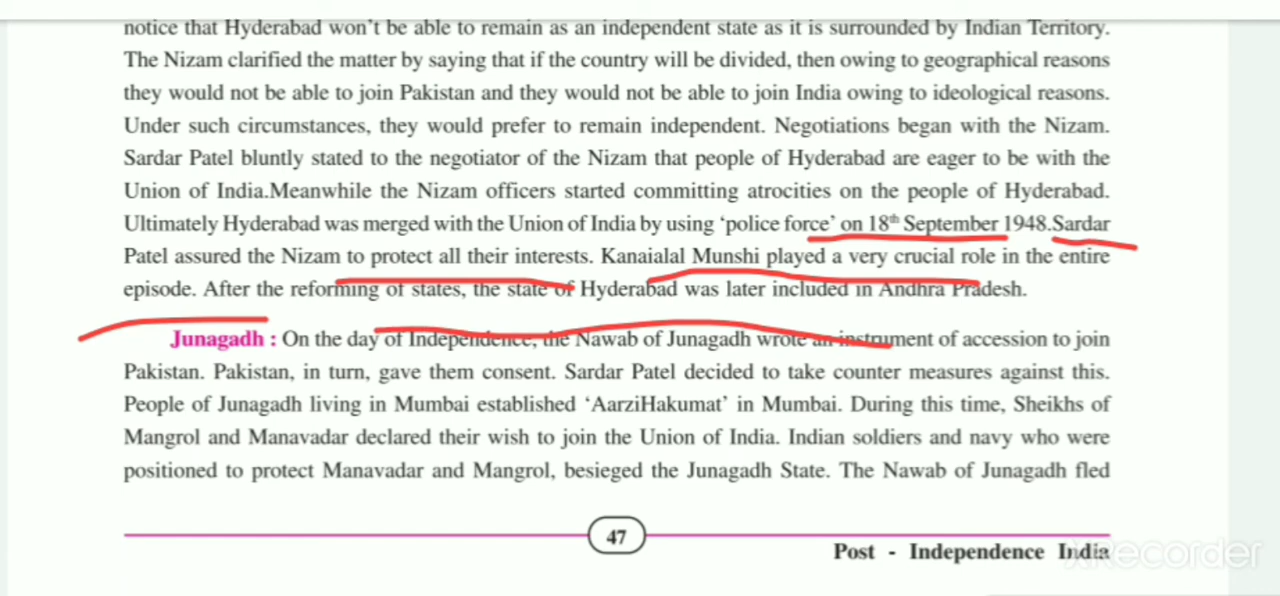 notice that Hyderabad won't be able to remain as an independent state as it is surrounded by Indian Territory.
The Nizam clarified the matter by saying that if the country will be divided, then owing to geographical reasons
they would not be able to join Pakistan and they would not be able to join India owing to ideological reasons.
Under such circumstances, they would prefer to remain independent. Negotiations began with the Nizam.
Sardar Patel bluntly stated to the negotiator of the Nizam that people of Hyderabad are eager to be with the
Union of India.Meanwhile the Nizam officers started committing atrocities on the people of Hyderabad.
Ultimately Hyderabad was merged with the Union of India by using 'police force' on 18th September 1948.Sardar
Patel assured the Nizam to protect all their interests. Kanaialal Munshi played a very crucial role in the entire
episode. After the reforming of states, the state of Hyderabad was later included in Andhra Pradesh.
Junagadh : On the day of Independence, the Nawab of Junagadh wrote an instrument of accession to join
Pakistan. Pakistan, in turn, gave them consent. Sardar Patel decided to take counter measures against this.
People of Junagadh living in Mumbai established 'AarziHakumat' in Mumbai. During this time, Sheikhs of
Mangrol and Manavadar declared their wish to join the Union of India. Indian soldiers and navy who were
positioned to protect Manavadar and Mangrol, besieged the Junagadh State. The Nawab of Junagadh fled
47
Post - Independence India
XRecorder